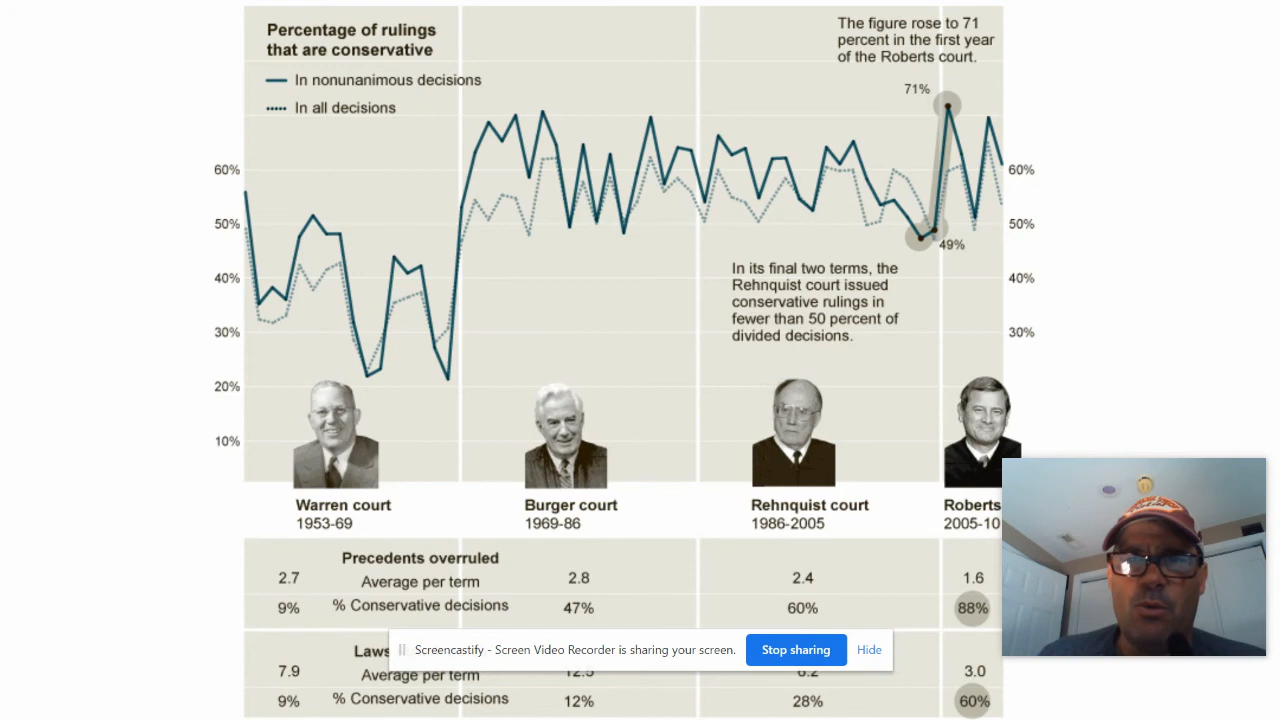 Percentage of rulings
that are conservative
In nonunanimous decisions
In all decisions
The figure rose to 71
percent in the first year
of the Roberts court.
71%
60%
50%
40%
30%
20%
10%
60%
50%
40%
30%
49%
In its final two terms, the
Rehnquist court issued
conservative rulings in
fewer than 50 percent of
divided decisions.
Warren court
1953-69
Burger court
1969-86
Rehnquist court
1986-2005
Roberts
2005-10
Precedents overruled
2.7 Average per term 2.8 2.4 1.6
9% % Conservative decisions 47% 60% 88%
Laws
7.9 Average per term 12.5 6.2 3.0
9% % Conservative decisions 12% 28% 60%
Screencastify - Screen Video Recorder is sharing your screen.
Stop sharing
Hide